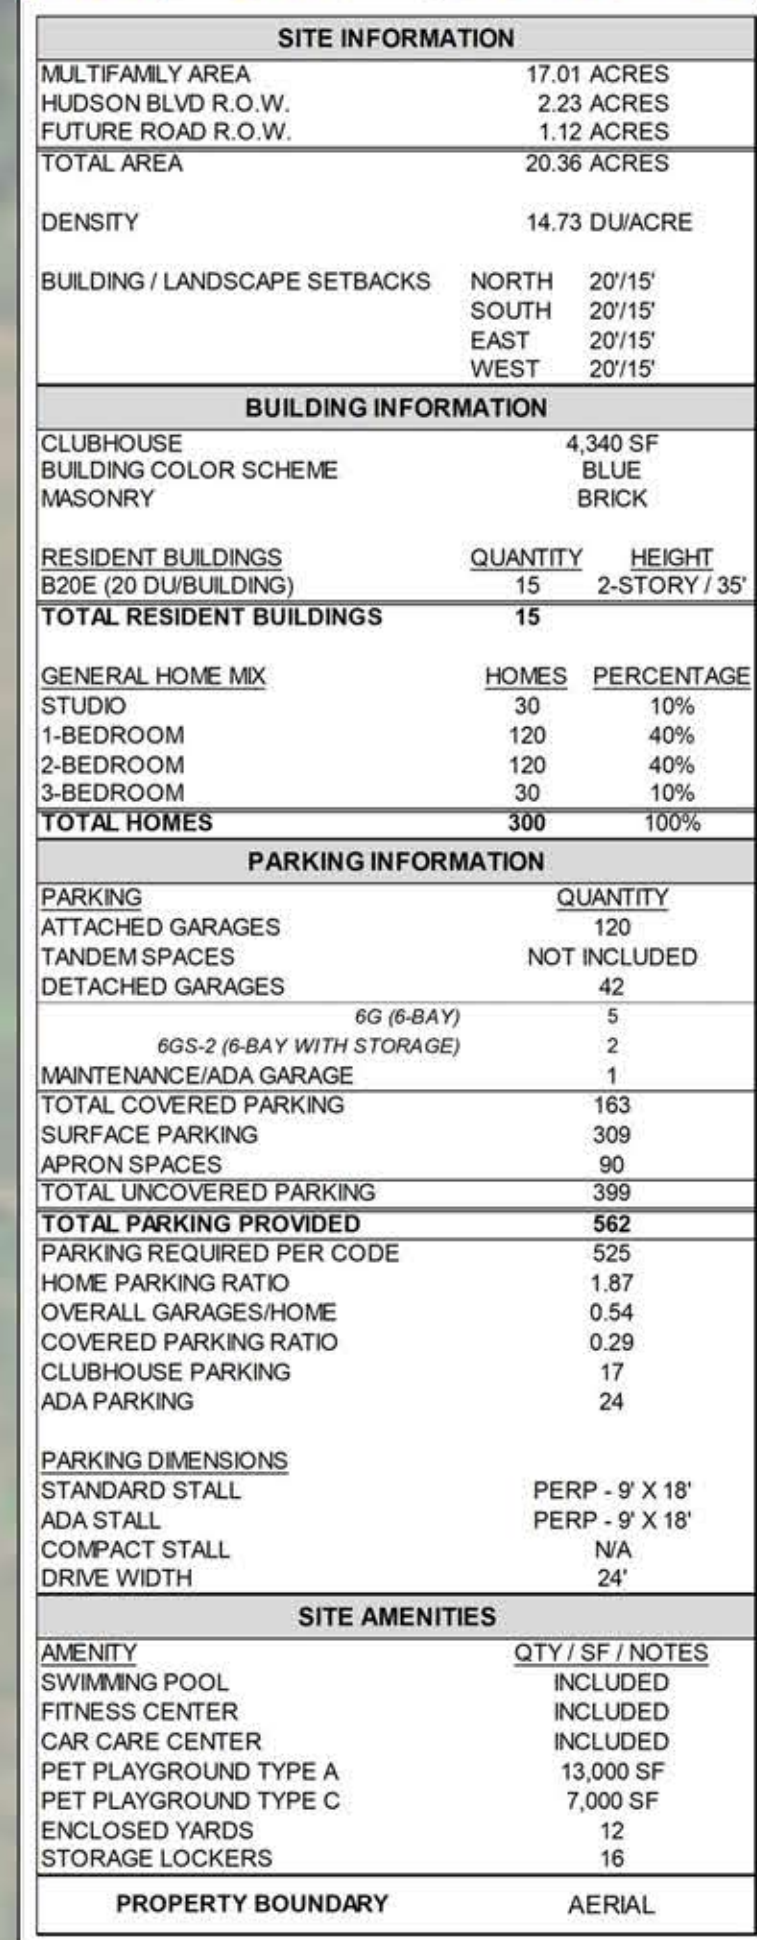 SITE INFORMATION
MULTIFAMILY AREA 17.01 ACRES
HUDSON BLVD R.O.W. 2.23 ACRES
FUTURE ROAD R.O.W. 1.12 ACRES
TOTAL AREA 20.36 ACRES
DENSITY 14.73 DU/ACRE
BUILDING / LANDSCAPE SETBACKS NORTH 20'/15'
SOUTH 20'/15'
EAST 20'/15'
WEST 20'/15'
BUILDING INFORMATION
CLUBHOUSE 4,340 SF
BUILDING COLOR SCHEME BLUE
MASONRY BRICK
RESIDENT BUILDINGS QUANTITY HEIGHT
B20E (20 DU/BUILDING) 15 2-STORY / 35'
TOTAL RESIDENT BUILDINGS 15
GENERAL HOME MIX HOMES PERCENTAGE
STUDIO 30 10%
1-BEDROOM 120 40%
2-BEDROOM 120 40%
3-BEDROOM 30 10%
TOTAL HOMES 300 100%
PARKING INFORMATION
PARKING QUANTITY
ATTACHED GARAGES 120
TANDEM SPACES NOT INCLUDED
DETACHED GARAGES 42
6G (6-BAY) 5
6GS-2 (6-BAY WITH STORAGE) 2
MAINTENANCE/ADA GARAGE 1
TOTAL COVERED PARKING 163
SURFACE PARKING 309
APRON SPACES 90
TOTAL UNCOVERED PARKING 399
TOTAL PARKING PROVIDED 562
PARKING REQUIRED PER CODE 525
HOME PARKING RATIO 1.87
OVERALL GARAGES/HOME 0.54
COVERED PARKING RATIO 0.29
CLUBHOUSE PARKING 17
ADA PARKING 24
PARKING DIMENSIONS
STANDARD STALL PERP - 9' X 18'
ADA STALL PERP - 9' X 18'
COMPACT STALL N/A
DRIVE WIDTH 24'
SITE AMENITIES
AMENITY QTY / SF / NOTES
SWIMMING POOL INCLUDED
FITNESS CENTER INCLUDED
CAR CARE CENTER INCLUDED
PET PLAYGROUND TYPE A 13,000 SF
PET PLAYGROUND TYPE C 7,000 SF
ENCLOSED YARDS 12
STORAGE LOCKERS 16
PROPERTY BOUNDARY AERIAL